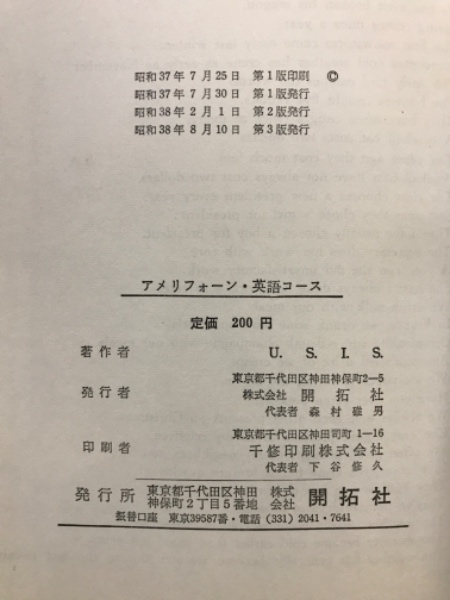 昭和37年7月25日 第1版印刷 ©
昭和37年7月30日 第1版発行
昭和38年2月1日 第2版発行
昭和38年8月10日 第3版発行
アメリフォーン・英語コース
定価 200円
著作者 U. S. I. S.
東京都千代田区神田神保町2—5
発行者 株式会社 開拓社
代表者 森村雄男
東京都千代田区神田司町 1—16
印刷者 千修印刷株式会社
代表者 下谷修久
発行所 東京都千代田区神田神保町2丁目5番地 株式会社 開拓社
振替口座 東京39587番・電話 (331) 2041・7641